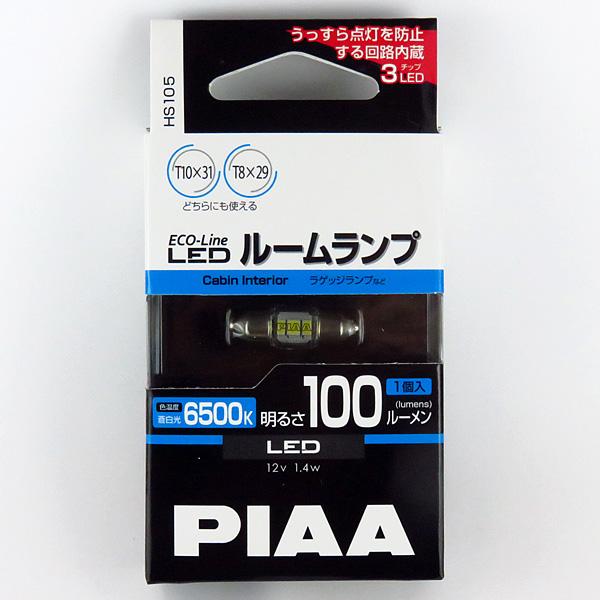 HS105
うっすら点灯を防止
する回路内蔵
3チップLED
T10×31 T8×29
どちらにも使える
ECO-Line
LED ルームランプ
Cabin Interior ラゲッジランプなど
PIAA
1個入
色温度 蒼白光 6500K 明るさ 100 (lumens) ルーメン
LED
12v 1.4w
PIAA